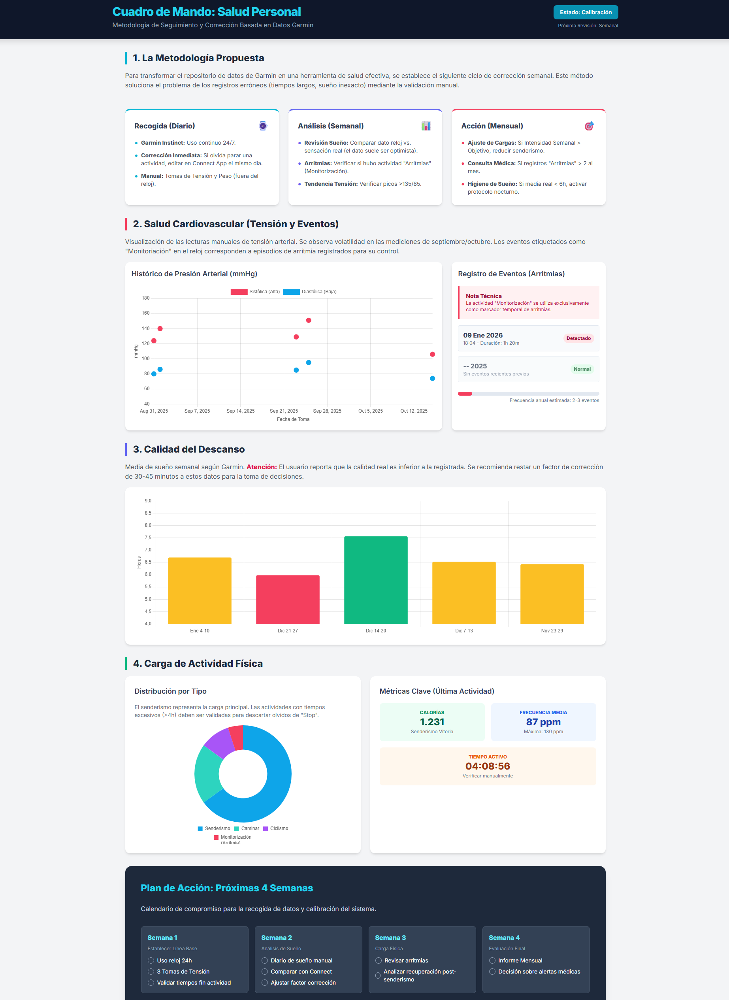 Cuadro de Mando: Salud Personal
Metodología de Seguimiento y Corrección Basada en Datos Garmin
Estado: Calibración
Próxima Revisión: Semanal
1. La Metodología Propuesta
Para transformar el repositorio de datos de Garmin en una herramienta de salud efectiva, se establece el siguiente ciclo de corrección semanal. Este método
soluciona el problema de los registros erróneos (tiempos largos, sueño inexacto) mediante la validación manual.
Recogida (Diario)
Garmin Instinct: Uso continuo 24/7.
Corrección Inmediata: Si olvida parar una
actividad, editar en Connect App el mismo día.
Manual: Tomas de Tensión y Peso (fuera del
reloj).
Análisis (Semanal)
Revisión Sueño: Comparar dato reloj vs.
sensación real (el dato suele ser optimista).
Arritmias: Verificar si hubo actividad "Arritmias"
(Monitorización).
Tendencia Tensión: Verificar picos >135/85.
Acción (Mensual)
Ajuste de Cargas: Si Intensidad Semanal >
Objetivo, reducir senderismo.
Consulta Médica: Si registros "Arritmias" > 2 al
mes.
Higiene de Sueño: Si media real < 6h, activar
protocolo nocturno.
2. Salud Cardiovascular (Tensión y Eventos)
Visualización de las lecturas manuales de tensión arterial. Se observa volatilidad en las mediciones de septiembre/octubre. Los eventos etiquetados como
"Monitoriación" en el reloj corresponden a episodios de arritmia registrados para su control.
Histórico de Presión Arterial (mmHg)
Sistólica (Alta) Diastólica (Baja)
180
160
140
120
100
80
60
40
mmHg
Aug 31, 2025 Sep 7, 2025 Sep 14, 2025 Sep 21, 2025 Sep 28, 2025 Oct 5, 2025 Oct 12, 2025
Fecha de Toma
Registro de Eventos (Arritmias)
Nota Técnica
La actividad "Monitorización" se utiliza exclusivamente
como marcador temporal de arritmias.
09 Ene 2026
18:04 - Duración: 1h 20m
Detectado
-- 2025
Sin eventos recientes previos
Normal
Frecuencia anual estimada: 2-3 eventos
3. Calidad del Descanso
Media de sueño semanal según Garmin. Atención: El usuario reporta que la calidad real es inferior a la registrada. Se recomienda restar un factor de corrección
de 30-45 minutos a estos datos para la toma de decisiones.
9,0
8,5
8,0
7,5
7,0
6,5
6,0
5,5
5,0
4,5
4,0
Horas
Ene 4-10 Dic 21-27 Dic 14-20 Dic 7-13 Nov 23-29
4. Carga de Actividad Física
Distribución por Tipo
El senderismo representa la carga principal. Las actividades con tiempos
excesivos (>4h) deben ser validadas para descartar olvidos de "Stop".
Senderismo Caminar Ciclismo
Monitorización
(Arritmia)
Métricas Clave (Última Actividad)
CALORÍAS
1.231
Senderismo Vitoria
FRECUENCIA MEDIA
87 ppm
Máxima: 130 ppm
TIEMPO ACTIVO
04:08:56
Verificar manualmente
Plan de Acción: Próximas 4 Semanas
Calendario de compromiso para la recogida de datos y calibración del sistema.
Semana 1
Establecer Línea Base
Uso reloj 24h
3 Tomas de Tensión
Validar tiempos fin actividad
Semana 2
Análisis de Sueño
Diario de sueño manual
Comparar con Connect
Ajustar factor corrección
Semana 3
Carga Física
Revisar arritmias
Analizar recuperación post-
senderismo
Semana 4
Evaluación Final
Informe Mensual
Decisión sobre alertas médicas